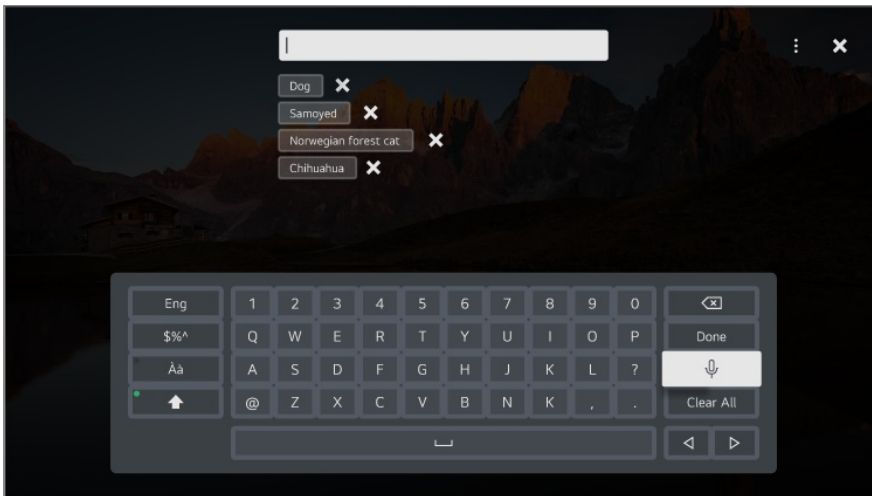 Dog
Samoyed
Norwegian forest cat
Chihuahua
Eng 1 2 3 4 5 6 7 8 9 0
$%^ Q W E R T Y U I O P Done
Àà A S D F G H J K L ?
@ Z X C V B N K , . Clear All